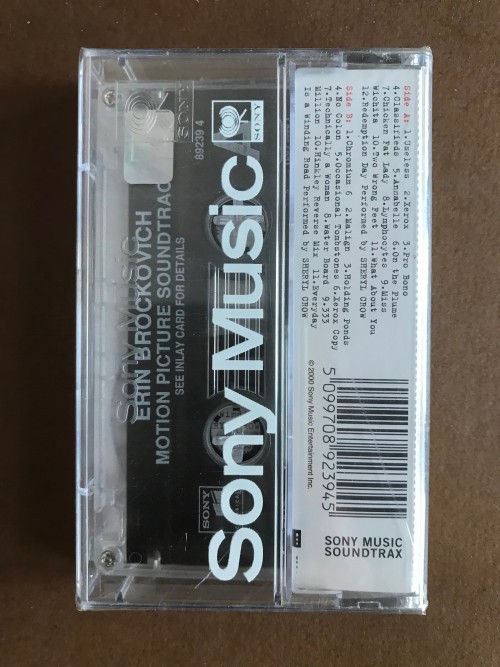 Side A: 1.Useless 2.Xerox 3.Pro Bono
4.Classifieds 5.Annabelle 6.On the Plume
7.Chicken Fat Lady 8.Lymphocytes 9.Miss
Wichita 10.Two Wrong Feet 11.What About You
12.Redemption Day Performed by SHERYL CROW
Side B: 1.Chromium 6 2.Malign 3.Holding Ponds
4.No Colon 5.Occasional Tombstones 6.Xerox Copy
7.Technically a Woman 8.Water Board 9.333
Million 10.Hinkley Reverse Mix 11.Everyday
Is a Winding Road Performed by SHERYL CROW
© 2000 Sony Music Entertainment Inc.
5 099708 923945
SONY MUSIC
SOUNDTRAX
SONY
Sony Music
SONY
89239 4
Sony Music
ERIN BROCKOVICH
MOTION PICTURE SOUNDTRAC
SEE INLAY CARD FOR DETAILS
SONY